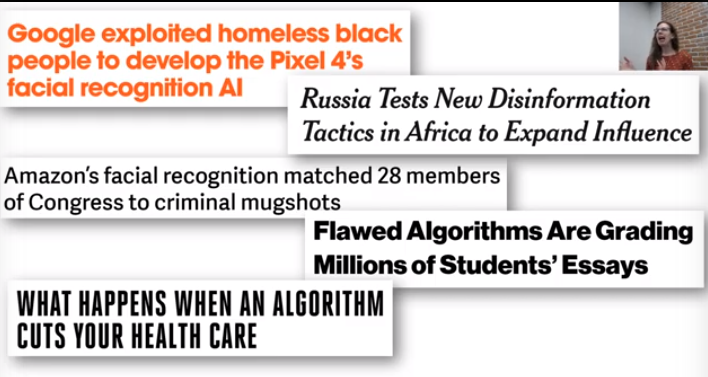 Google exploited homeless black
people to develop the Pixel 4's
facial recognition AI
Russia Tests New Disinformation
Tactics in Africa to Expand Influence
Amazon's facial recognition matched 28 members
of Congress to criminal mugshots
Flawed Algorithms Are Grading
Millions of Students' Essays
WHAT HAPPENS WHEN AN ALGORITHM
CUTS YOUR HEALTH CARE